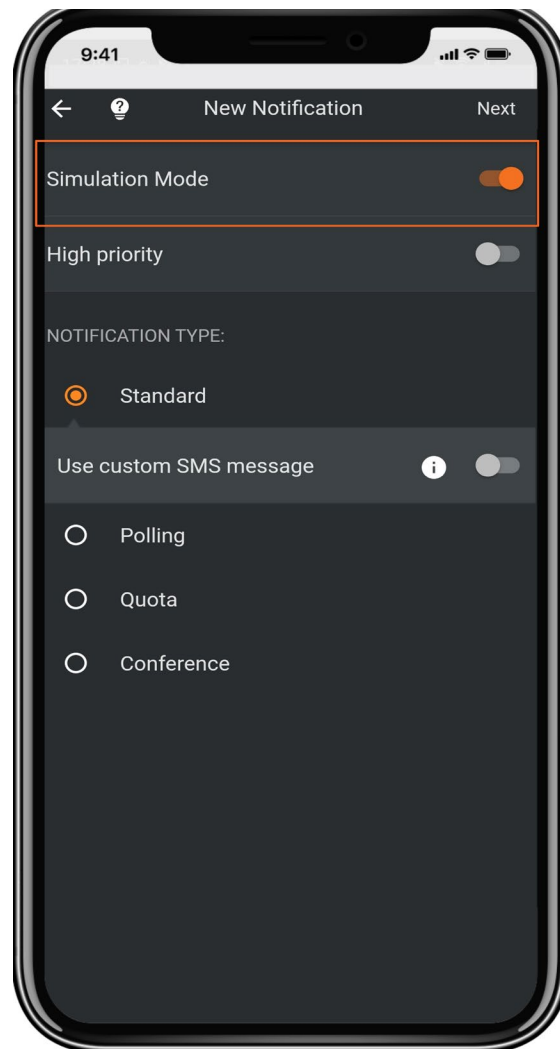 9:41
New Notification Next
Simulation Mode
High priority
NOTIFICATION TYPE:
Standard
Use custom SMS message
Polling
Quota
Conference